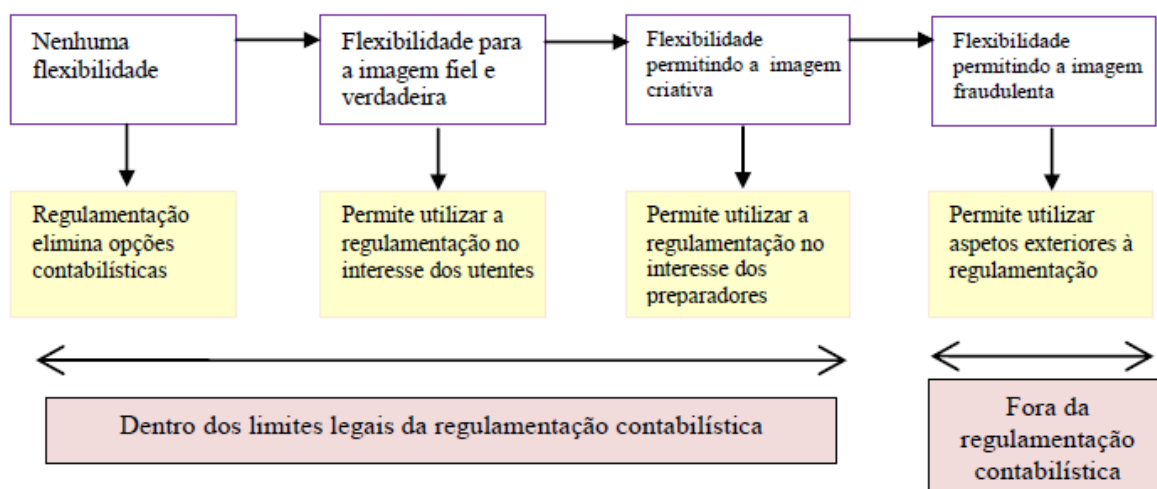 Nenhuma
flexibilidade
Flexibilidade para
a imagem fiel e
verdadeira
Flexibilidade
permitindo a imagem
criativa
Flexibilidade
permitindo a imagem
fraudulenta
Regulamentação
elimina opções
contabilísticas
Permite utilizar a
regulamentação no
interesse dos utentes
Permite utilizar a
regulamentação no
interesse dos
preparadores
Permite utilizar
aspetos exteriores à
regulamentação
Dentro dos limites legais da regulamentação contabilística
Fora da
regulamentação
contabilística